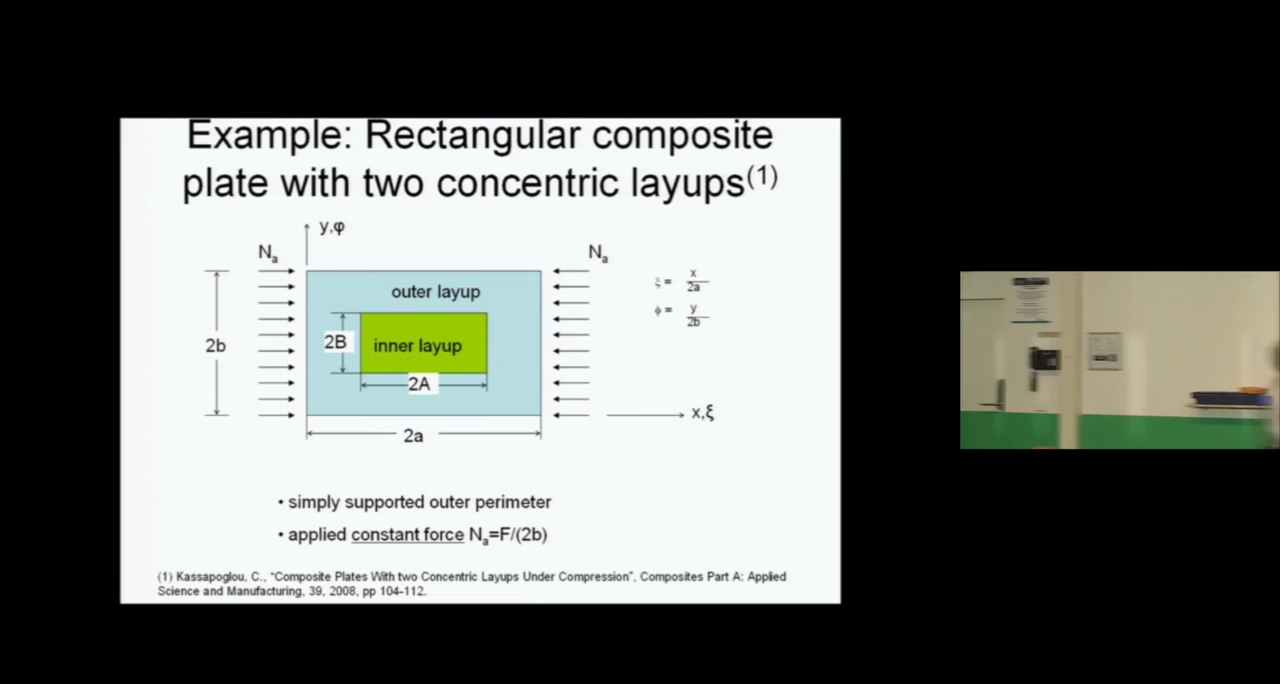 Example: Rectangular composite
plate with two concentric layups(1)
y,φ
Na
Na
outer layup
ξ = x/2a
ϕ = y/2b
2b
2B
inner layup
2A
x,ξ
2a
• simply supported outer perimeter
• applied constant force Na=F/(2b)
(1) Kassapoglou, C., "Composite Plates With two Concentric Layups Under Compression", Composites Part A: Applied
Science and Manufacturing, 39, 2008, pp 104-112.